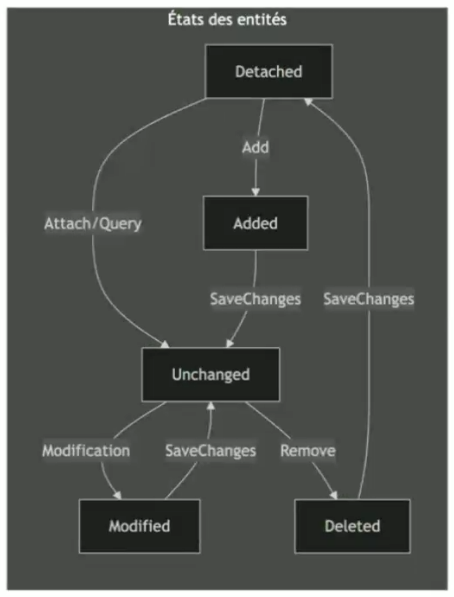 États des entités
Detached
Add
Attach/Query
Added
SaveChanges
SaveChanges
Unchanged
Modification
SaveChanges
Remove
Modified
Deleted